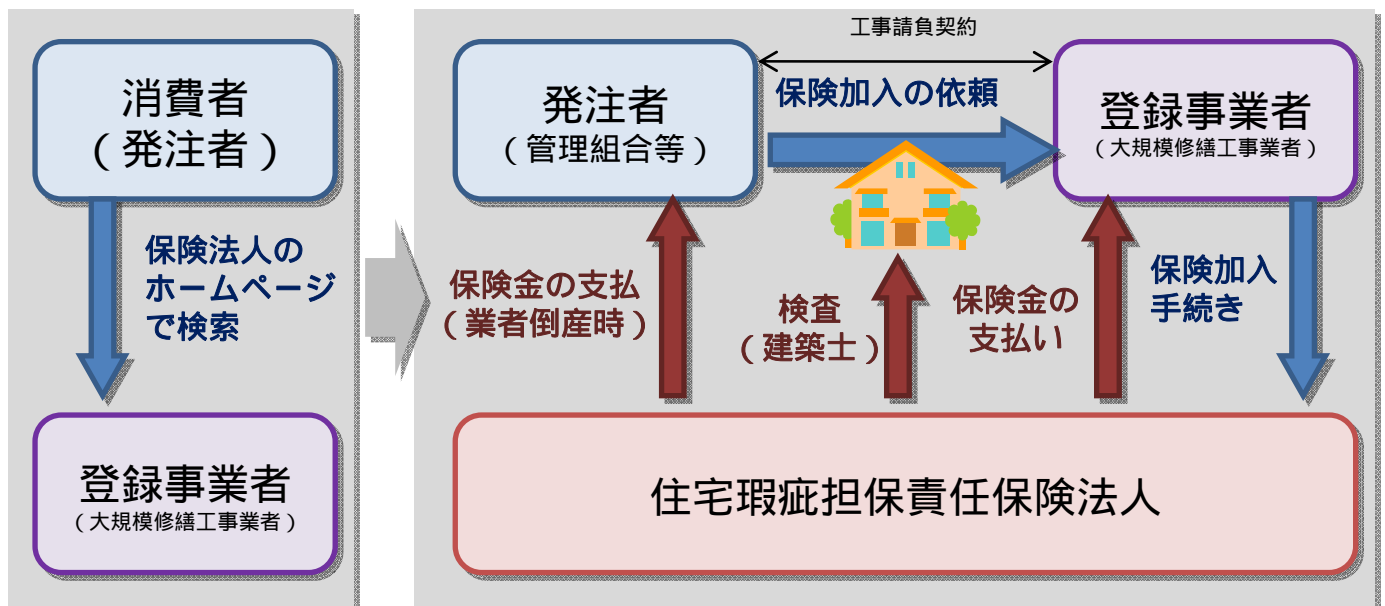 消費者
（発注者）
保険法人の
ホームページ
で検索
登録事業者
（大規模修繕工事業者）
工事請負契約
発注者
（管理組合等）
保険加入の依頼
登録事業者
（大規模修繕工事業者）
保険金の支払
（業者倒産時）
検査
（建築士）
保険金の
支払い
保険加入
手続き
住宅瑕疵担保責任保険法人